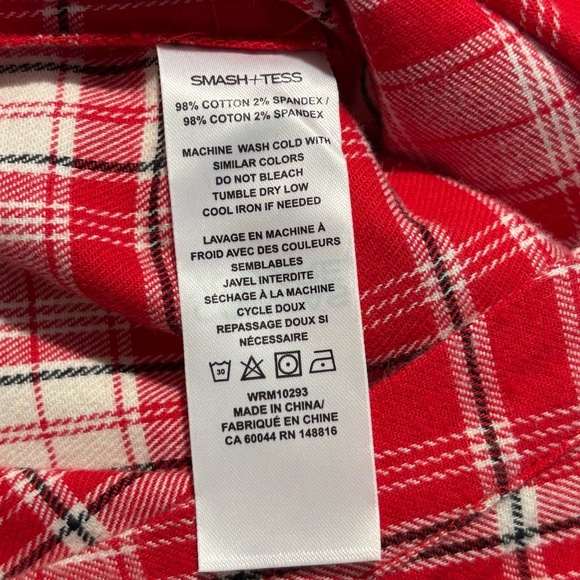 SMASH+TESS
98% COTTON 2% SPANDEX /
98% COTON 2% SPANDEX
MACHINE WASH COLD WITH
SIMILAR COLORS
DO NOT BLEACH
TUMBLE DRY LOW
COOL IRON IF NEEDED
LAVAGE EN MACHINE À
FROID AVEC DES COULEURS
SEMBLABLES
JAVEL INTERDITE
SÉCHAGE À LA MACHINE
CYCLE DOUX
REPASSAGE DOUX SI
NÉCESSAIRE
30
WRM10293
MADE IN CHINA/
FABRIQUÉ EN CHINE
CA 60044 RN 148816